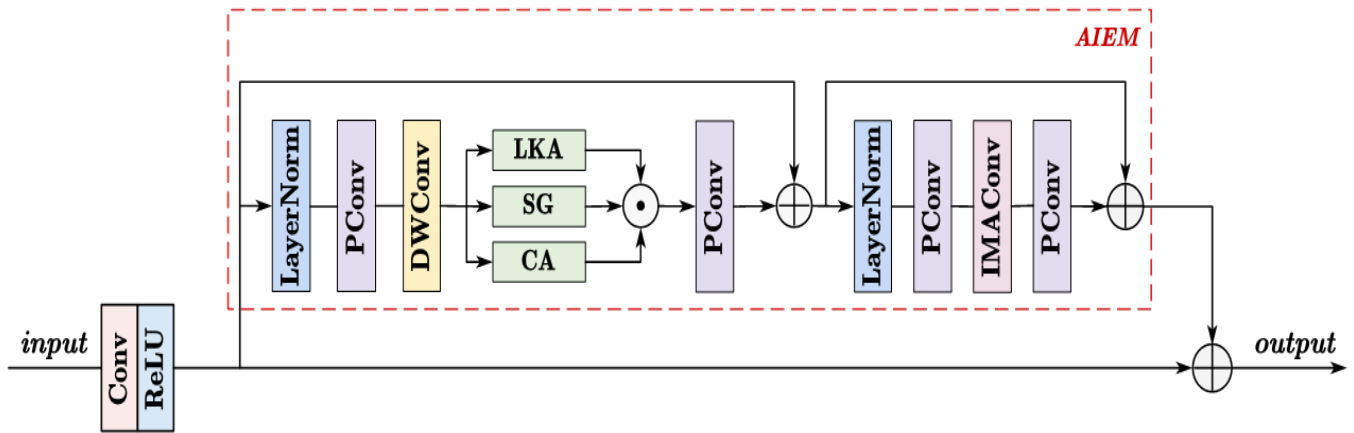 AIEM
LayerNorm
PConv
DWConv
LKA
SG
CA
PConv
LayerNorm
PConv
IMAConv
PConv
input
Conv
ReLU
output